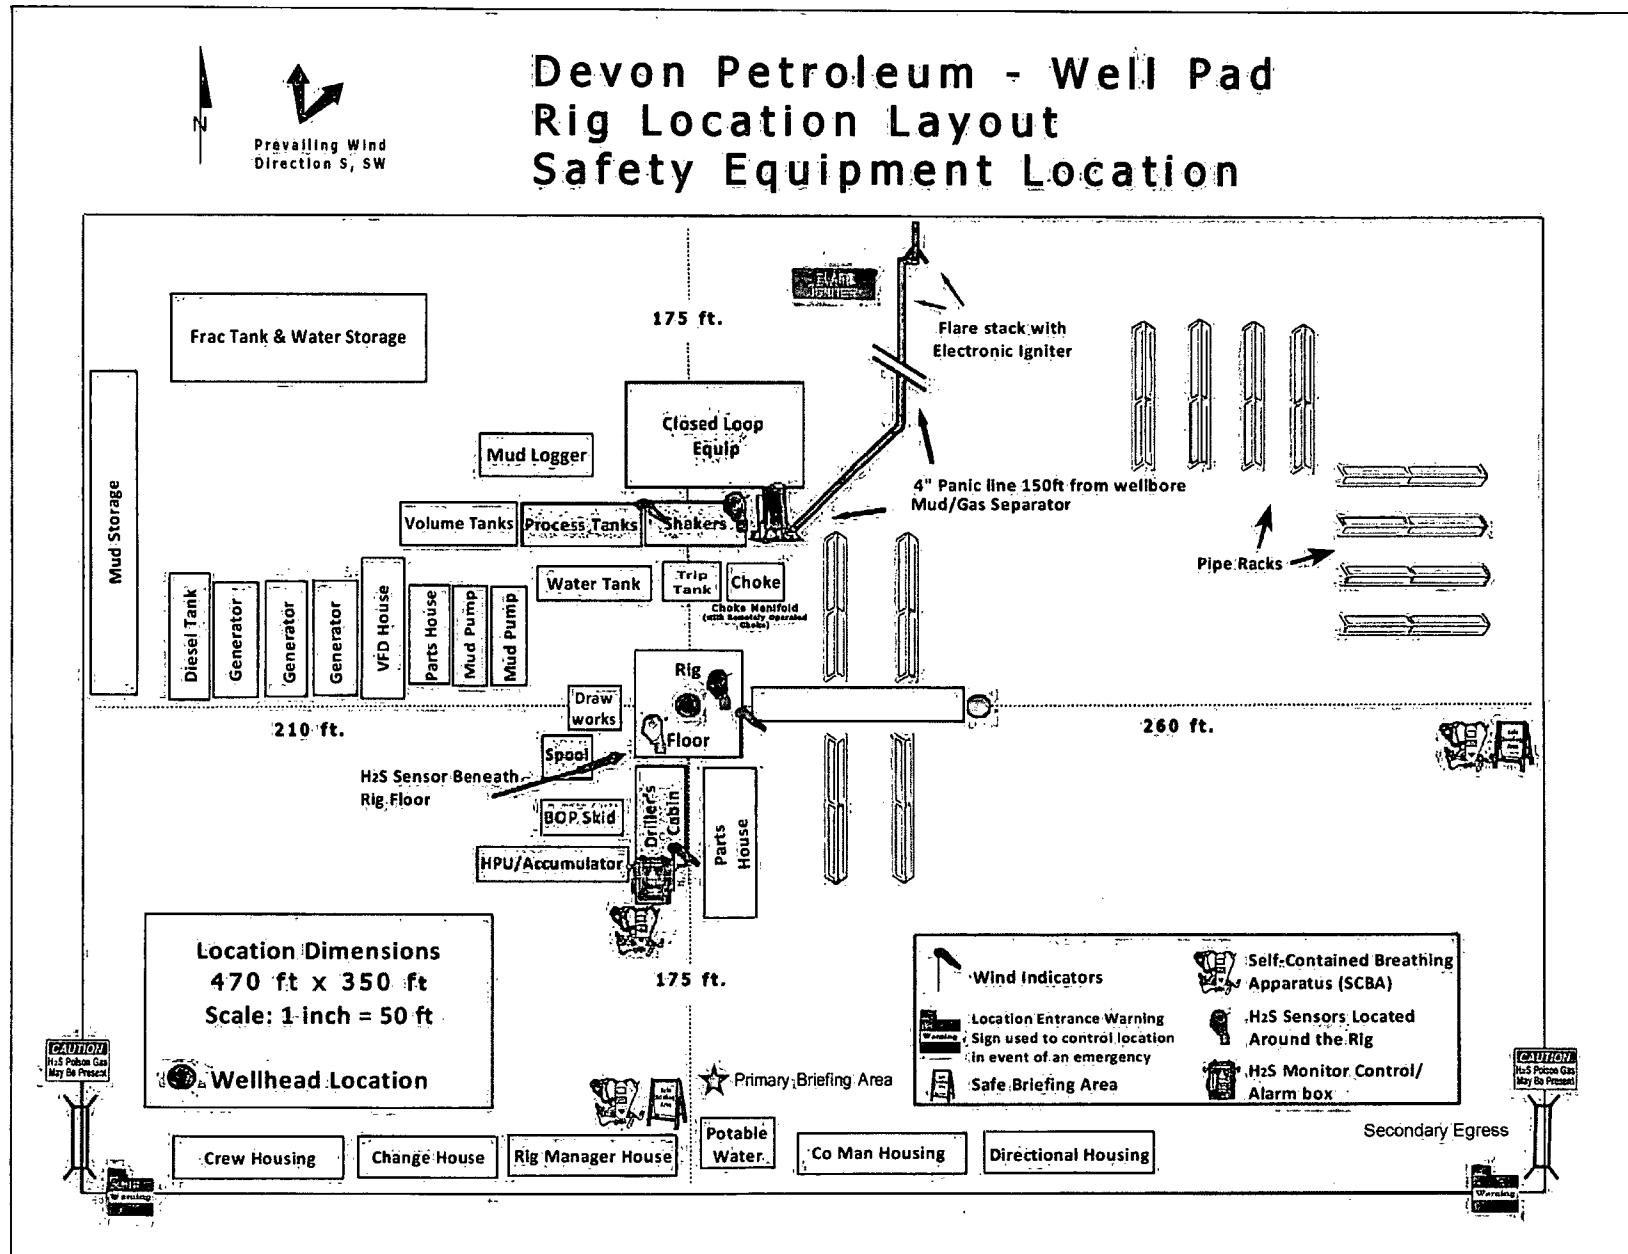 Devon Petroleum - Well Pad
Rig Location Layout
Safety Equipment Location
N
Prevailing Wind
Direction S, SW
175 ft.
Frac Tank & Water Storage
Flare stack with
Electronic Igniter
Closed Loop
Equip
Mud Logger
4" Panic line 150ft from wellbore
Mud/Gas Separator
Mud Storage
Volume Tanks
Process Tanks
Shakers
Pipe Racks
Water Tank
Trip
Tank
Choke
Choke Manifold
(with Remotely Operated
Choke)
Diesel Tank
Generator
Generator
Generator
VFD House
Parts House
Mud Pump
Mud Pump
Rig
Floor
Draw
works
210 ft.
260 ft.
Spool
H2S Sensor Beneath
Rig Floor
BOP Skid
Driller's
Cabin
Parts
House
HPU/Accumulator
Location Dimensions
470 ft x 350 ft
Scale: 1 inch = 50 ft
Wellhead Location
175 ft.
Wind Indicators
Location Entrance Warning
Sign used to control location
in event of an emergency
Warning
Safe Briefing Area
Self-Contained Breathing
Apparatus (SCBA)
H2S Sensors Located
Around the Rig
H2S Monitor Control/
Alarm box
CAUTION
H2S Poison Gas
May Be Present
CAUTION
H2S Poison Gas
May Be Present
Primary Briefing Area
Secondary Egress
Crew Housing
Change House
Rig Manager House
Potable
Water
Co Man Housing
Directional Housing
Warning
Warning